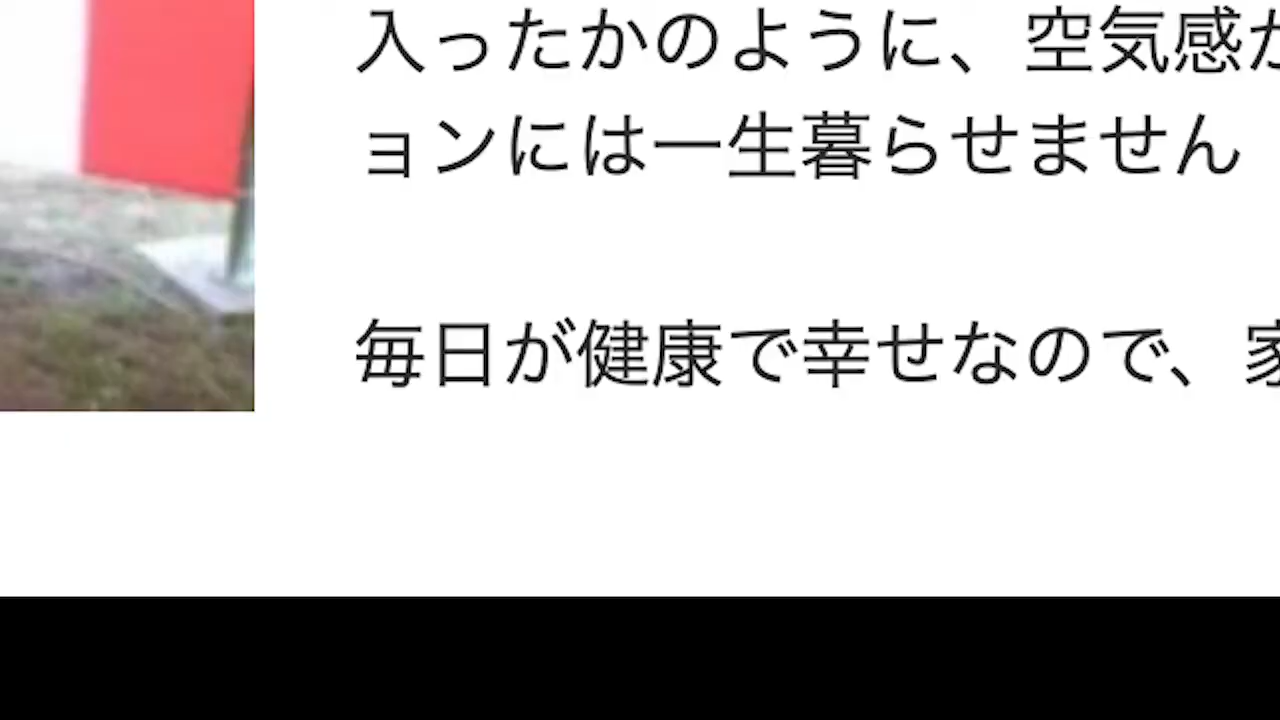 入ったかのように、空気感
ョンには一生暮らせません
毎日が健康で幸せなので、家